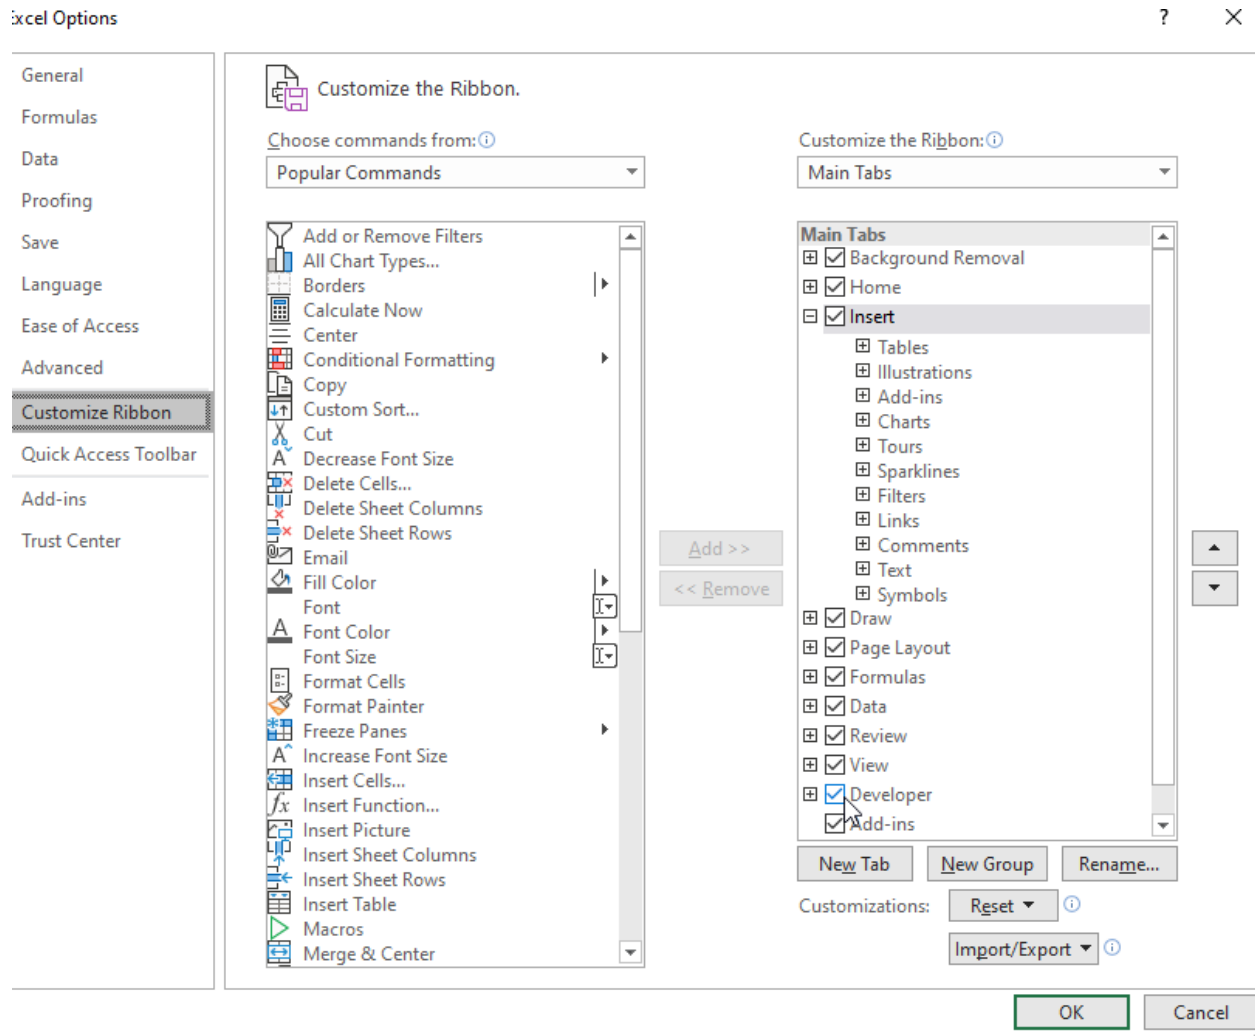 Excel Options
?
General
Formulas
Data
Proofing
Save
Language
Ease of Access
Advanced
Customize Ribbon
Quick Access Toolbar
Add-ins
Trust Center
Customize the Ribbon.
Choose commands from:
Popular Commands
Add or Remove Filters
All Chart Types...
Borders
Calculate Now
Center
Conditional Formatting
Copy
Custom Sort...
Cut
Decrease Font Size
Delete Cells...
Delete Sheet Columns
Delete Sheet Rows
Email
Fill Color
Font
Font Color
Font Size
Format Cells
Format Painter
Freeze Panes
Increase Font Size
Insert Cells...
Insert Function...
Insert Picture
Insert Sheet Columns
Insert Sheet Rows
Insert Table
Macros
Merge & Center
Add >>
<< Remove
Customize the Ribbon:
Main Tabs
Main Tabs
Background Removal
Home
Insert
Tables
Illustrations
Add-ins
Charts
Tours
Sparklines
Filters
Links
Comments
Text
Symbols
Draw
Page Layout
Formulas
Data
Review
View
Developer
Add-ins
New Tab
New Group
Rename...
Customizations:
Reset
Import/Export
OK
Cancel